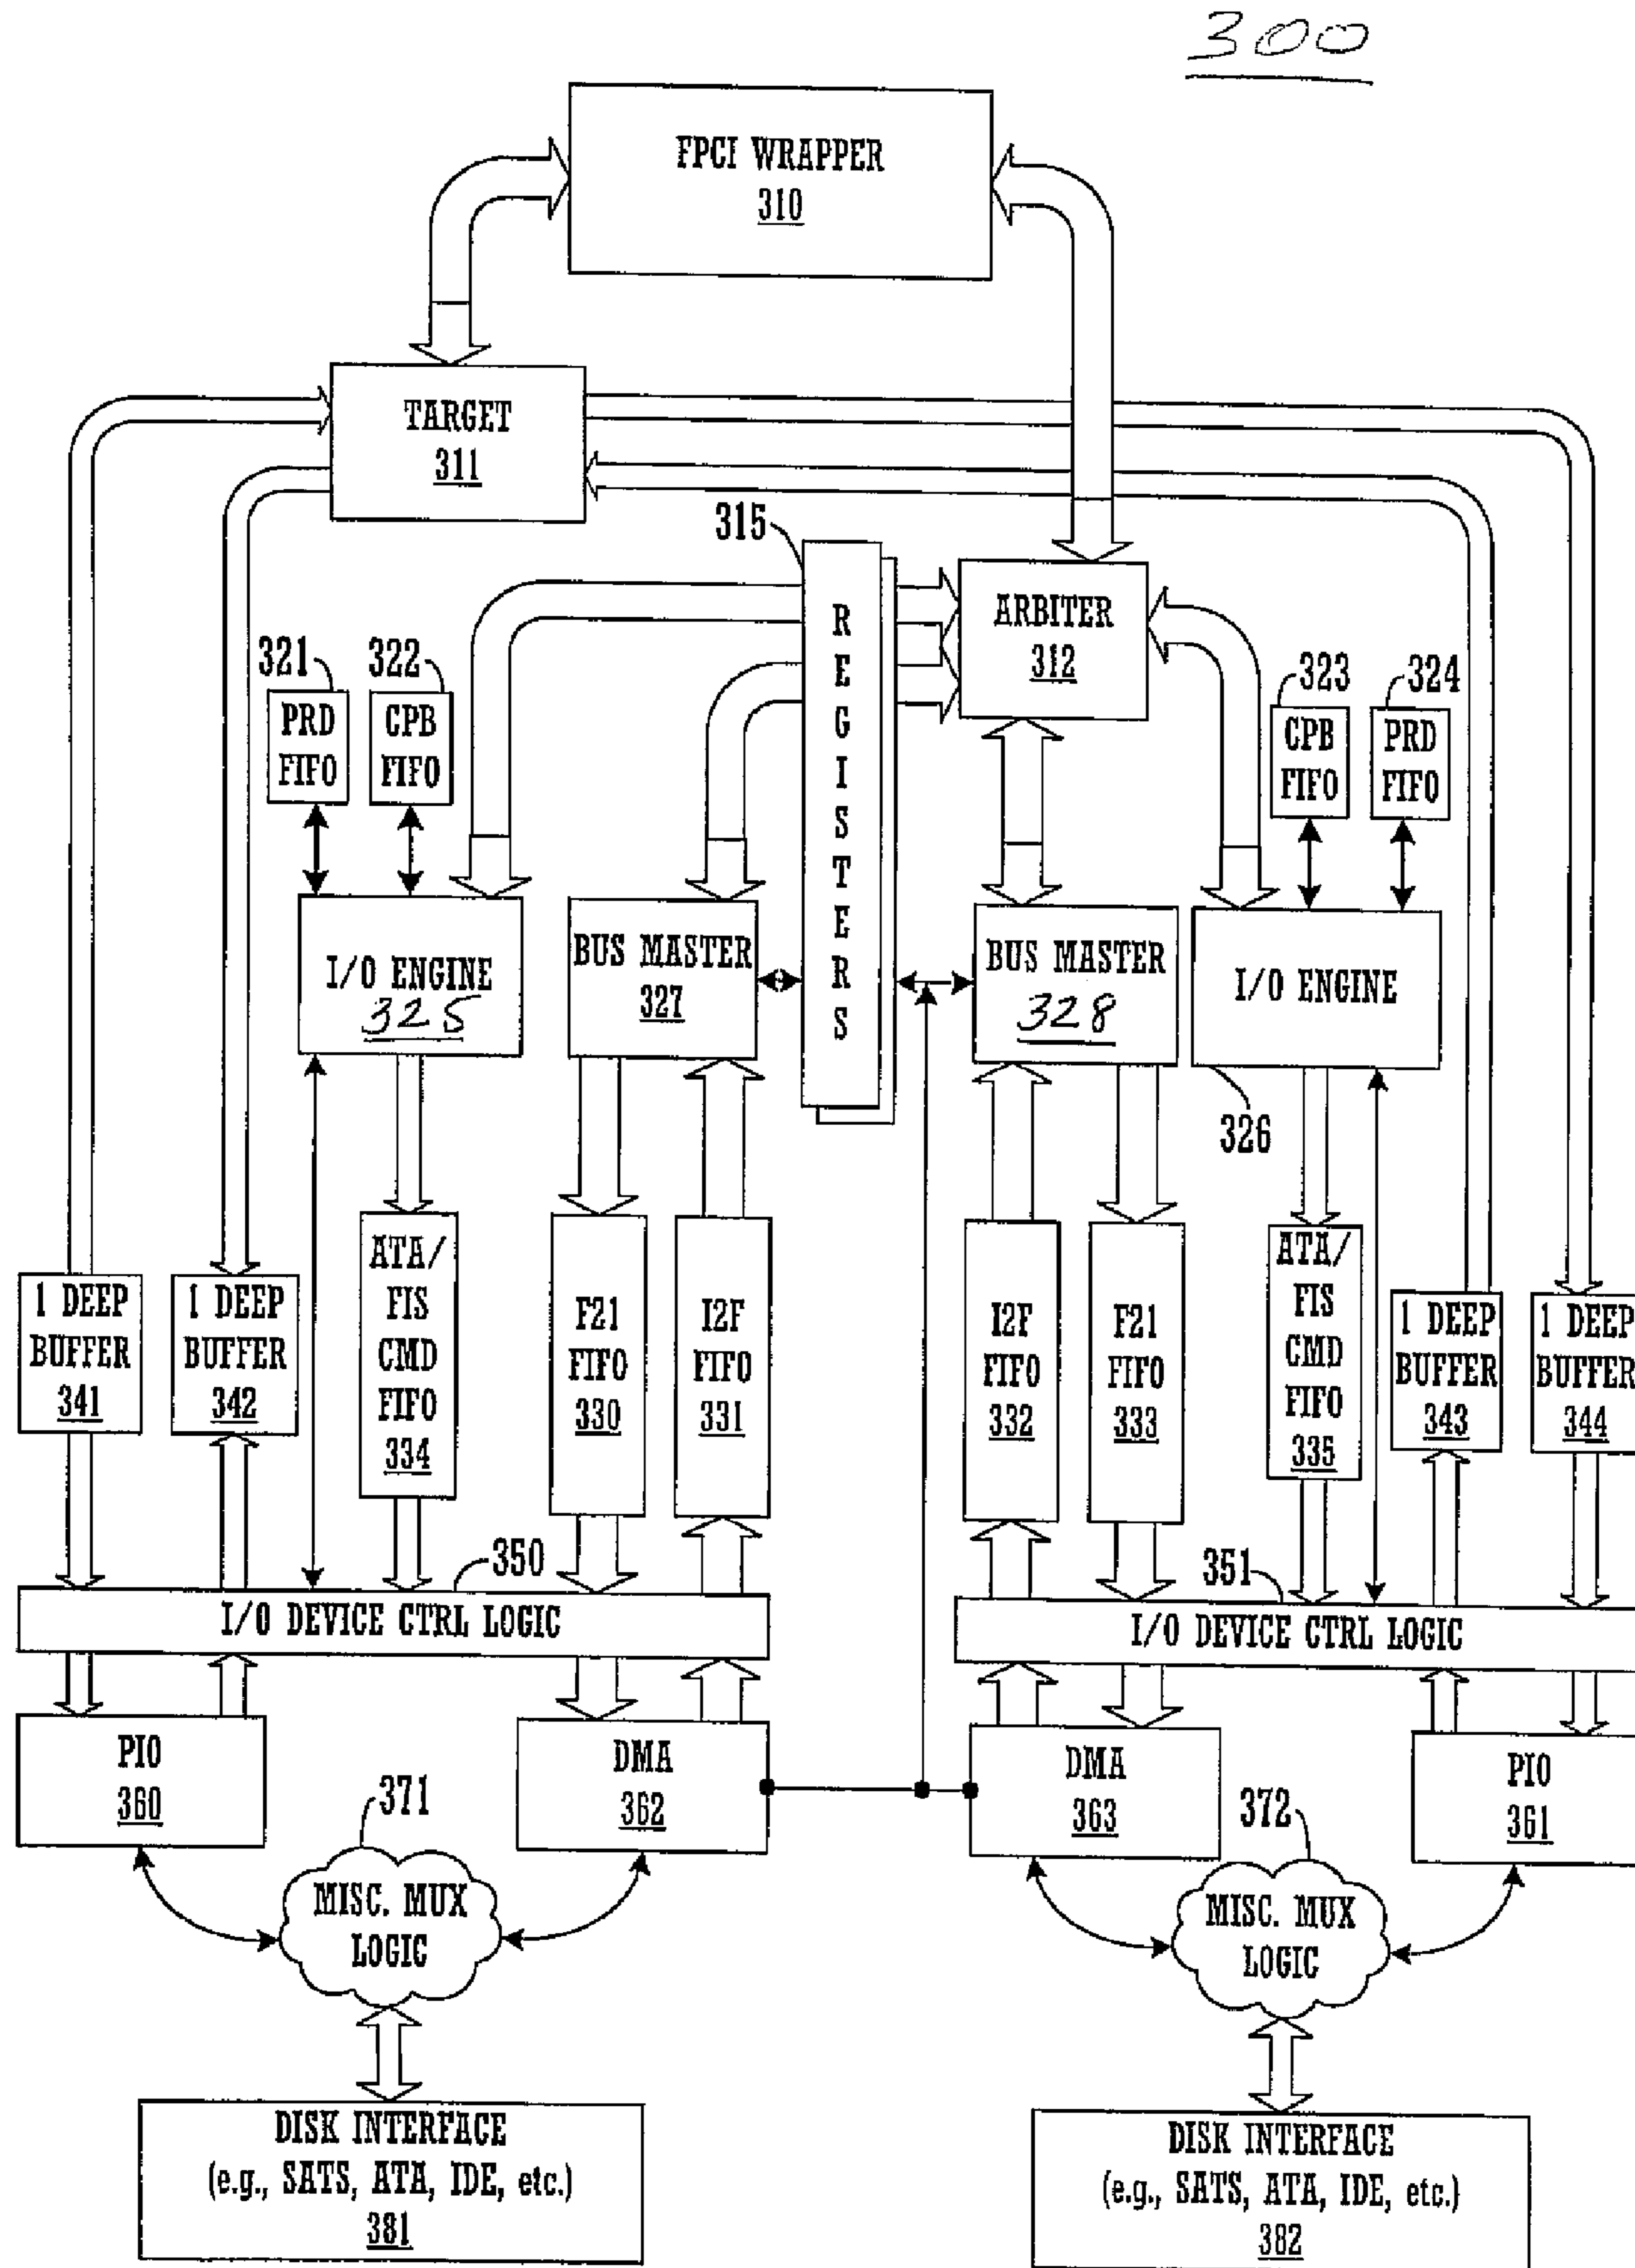 300
FPCI WRAPPER
310
TARGET
311
315
REGISTERS
ARBITER
312
321
322
323
324
PRD
FIFO
CPB
FIFO
CPB
FIFO
PRD
FIFO
I/O ENGINE
325
BUS MASTER
327
BUS MASTER
328
I/O ENGINE
326
1 DEEP
BUFFER
341
1 DEEP
BUFFER
342
ATA/
FIS
CMD
FIFO
334
F21
FIFO
330
I2F
FIFO
331
I2F
FIFO
332
F21
FIFO
333
ATA/
FIS
CMD
FIFO
335
1 DEEP
BUFFER
343
1 DEEP
BUFFER
344
350
I/O DEVICE CTRL LOGIC
351
I/O DEVICE CTRL LOGIC
PIO
360
DMA
362
DMA
363
PIO
361
371
MISC. MUX
LOGIC
372
MISC. MUX
LOGIC
DISK INTERFACE
(e.g., SATS, ATA, IDE, etc.)
381
DISK INTERFACE
(e.g., SATS, ATA, IDE, etc.)
382